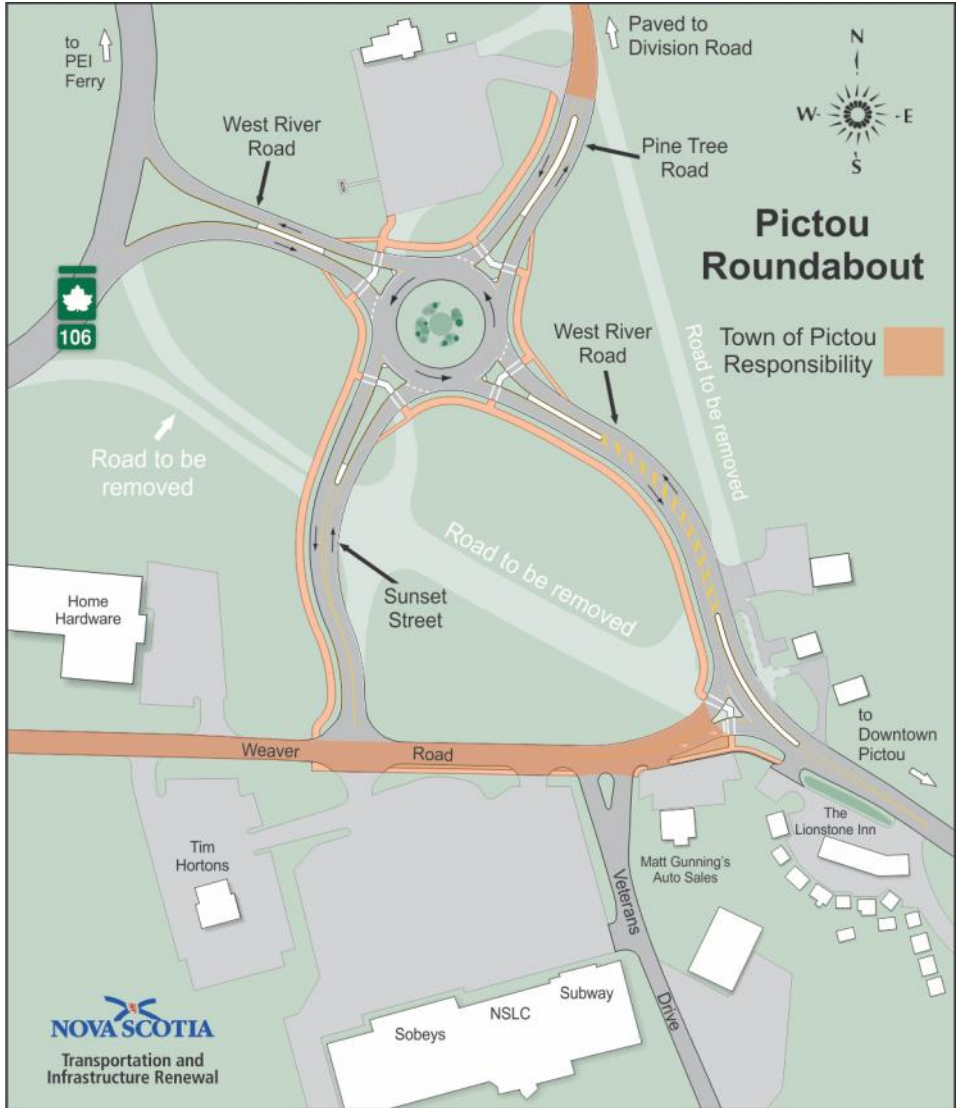 to
PEI
Ferry
Paved to
Division Road
N
W
E
S
West River
Road
Pine Tree
Road
Pictou
Roundabout
106
West River
Road
Town of Pictou
Responsibility
Road to be removed
Road to be
removed
Road to be removed
Sunset
Street
Home
Hardware
to
Downtown
Pictou
Weaver Road
The
Lionstone Inn
Tim
Hortons
Matt Gunning's
Auto Sales
Veterans
Drive
Subway
NSLC
Sobeys
NOVA SCOTIA
Transportation and
Infrastructure Renewal